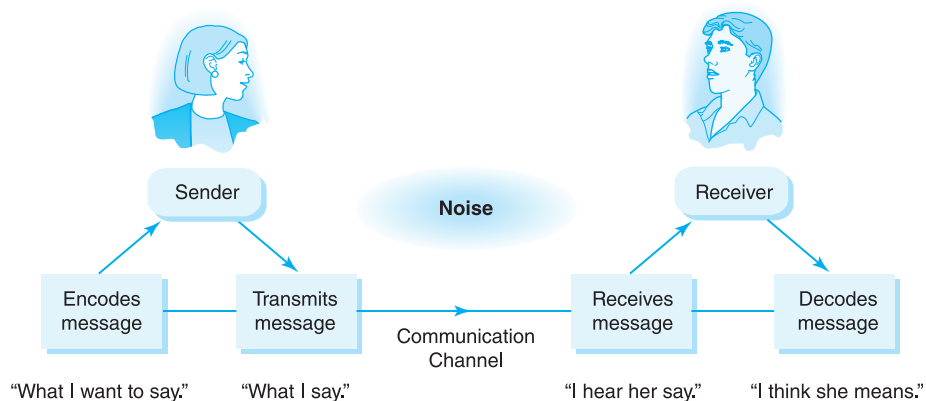 Sender
Noise
Receiver
Encodes
message
Transmits
message
Communication
Channel
Receives
message
Decodes
message
“What I want to say.”
“What I say.”
“I hear her say.”
“I think she means.”